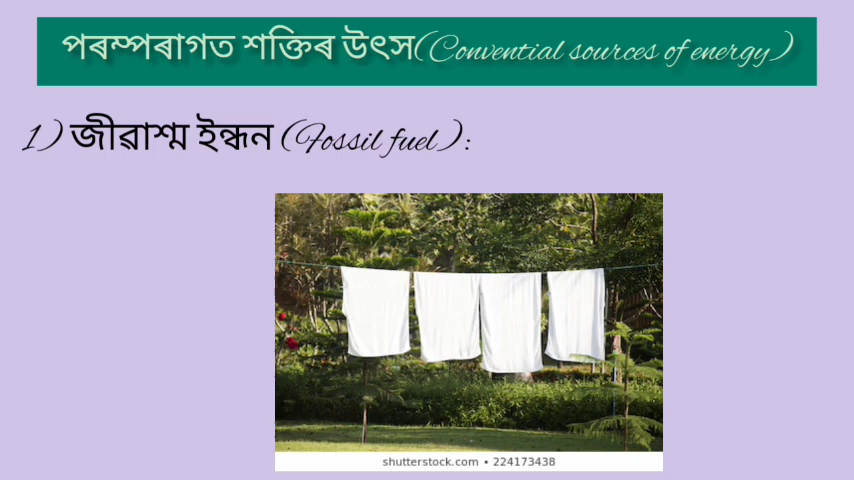 পৰম্পৰাগত শক্তিৰ উৎস(Convential sources of energy)
1) জীৱাশ্ম ইন্ধন (Fossil fuel):
shutterstock.com • 224173438